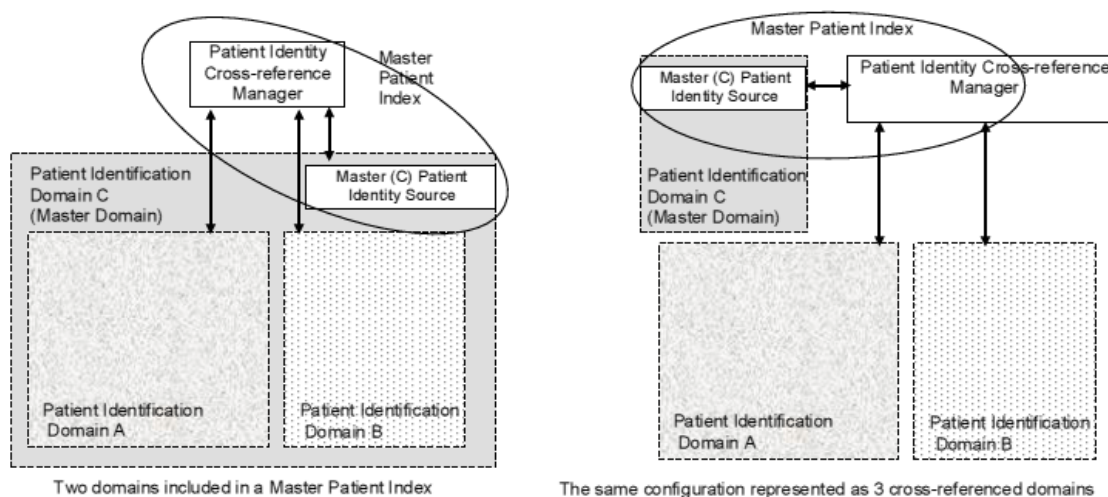 Patient Identity
Cross-reference
Manager
Master
Patient
Index
Patient Identification
Domain C
(Master Domain)
Master (C) Patient
Identity Source
Patient Identification
Domain A
Patient Identification
Domain B
Two domains included in a Master Patient Index
Master Patient Index
Master (C) Patient
Identity Source
Patient Identity Cross-reference
Manager
Patient Identification
Domain C
(Master Domain)
Patient Identification
Domain A
Patient Identification
Domain B
The same configuration represented as 3 cross-referenced domains